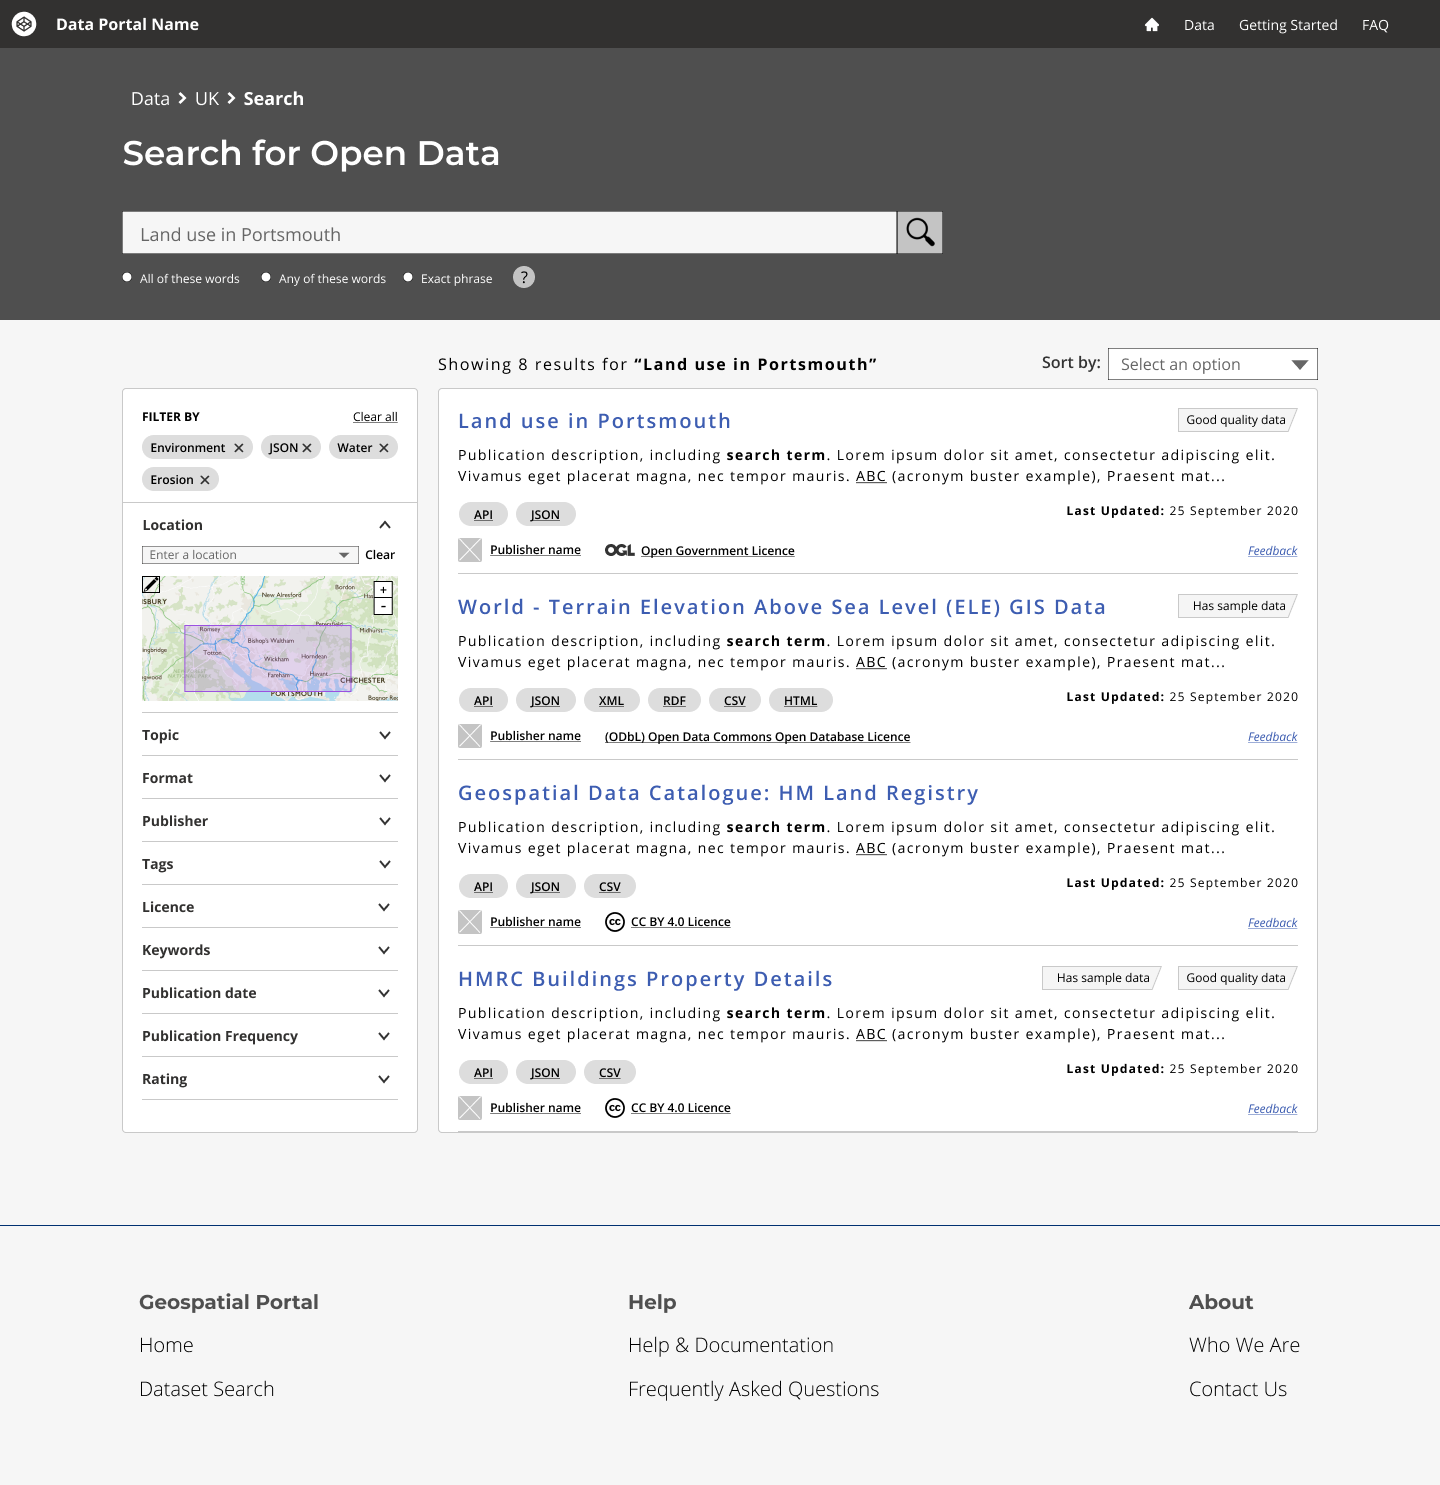 Data Portal Name
Data
Getting Started
FAQ
Data > UK > Search
Search for Open Data
Land use in Portsmouth
All of these words
Any of these words
Exact phrase
?
Showing 8 results for “Land use in Portsmouth”
Sort by:
Select an option
FILTER BY
Clear all
Environment
JSON
Water
Erosion
Location
Enter a location
Clear
+
-
SBURY
New Alresford
Bordon
Romsey
Petersfield
Midhurst
Bishop's Waltham
Totton
Wickham
Horndean
Fareham
Havant
CHICHESTER
PORTSMOUTH
Bognor Reg
Topic
Format
Publisher
Tags
Licence
Keywords
Publication date
Publication Frequency
Rating
Land use in Portsmouth
Good quality data
Publication description, including search term. Lorem ipsum dolor sit amet, consectetur adipiscing elit.
Vivamus eget placerat magna, nec tempor mauris. ABC (acronym buster example), Praesent mat...
API
JSON
Last Updated: 25 September 2020
Publisher name
OGL Open Government Licence
Feedback
World - Terrain Elevation Above Sea Level (ELE) GIS Data
Has sample data
Publication description, including search term. Lorem ipsum dolor sit amet, consectetur adipiscing elit.
Vivamus eget placerat magna, nec tempor mauris. ABC (acronym buster example), Praesent mat...
API
JSON
XML
RDF
CSV
HTML
Last Updated: 25 September 2020
Publisher name
(ODbL) Open Data Commons Open Database Licence
Feedback
Geospatial Data Catalogue: HM Land Registry
Publication description, including search term. Lorem ipsum dolor sit amet, consectetur adipiscing elit.
Vivamus eget placerat magna, nec tempor mauris. ABC (acronym buster example), Praesent mat...
API
JSON
CSV
Last Updated: 25 September 2020
Publisher name
cc CC BY 4.0 Licence
Feedback
HMRC Buildings Property Details
Has sample data
Good quality data
Publication description, including search term. Lorem ipsum dolor sit amet, consectetur adipiscing elit.
Vivamus eget placerat magna, nec tempor mauris. ABC (acronym buster example), Praesent mat...
API
JSON
CSV
Last Updated: 25 September 2020
Publisher name
cc CC BY 4.0 Licence
Feedback
Geospatial Portal
Home
Dataset Search
Help
Help & Documentation
Frequently Asked Questions
About
Who We Are
Contact Us